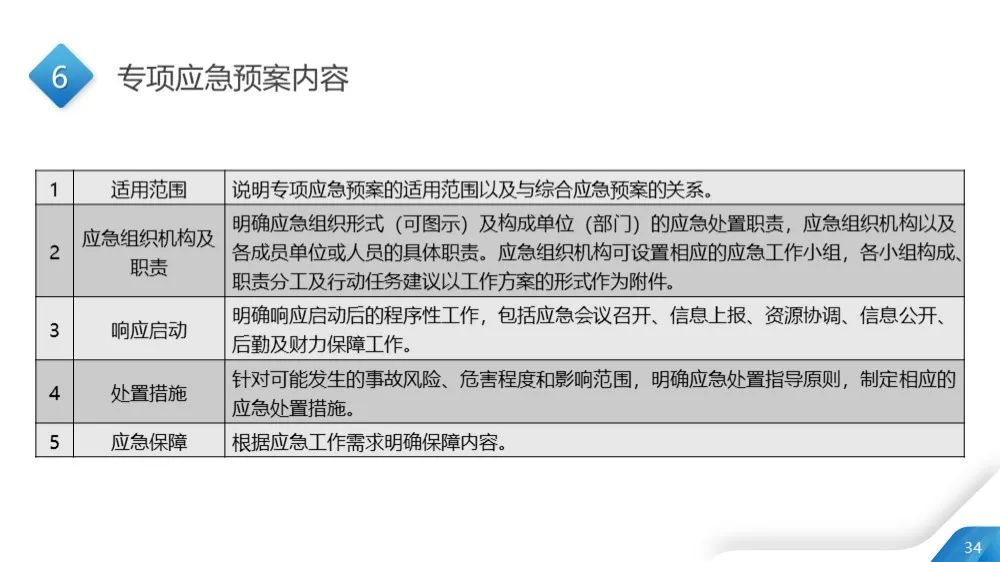 6
专项应急预案内容
1
适用范围
说明专项应急预案的适用范围以及与综合应急预案的关系。
2
应急组织机构及
职责
明确应急组织形式（可图示）及构成单位（部门）的应急处置职责，应急组织机构以及
各成员单位或人员的具体职责。应急组织机构可设置相应的应急工作小组，各小组构成、
职责分工及行动任务建议以工作方案的形式作为附件。
3
响应启动
明确响应启动后的程序性工作，包括应急会议召开、信息上报、资源协调、信息公开、
后勤及财力保障工作。
4
处置措施
针对可能发生的事故风险、危害程度和影响范围，明确应急处置指导原则，制定相应的
应急处置措施。
5
应急保障
根据应急工作需求明确保障内容。
34